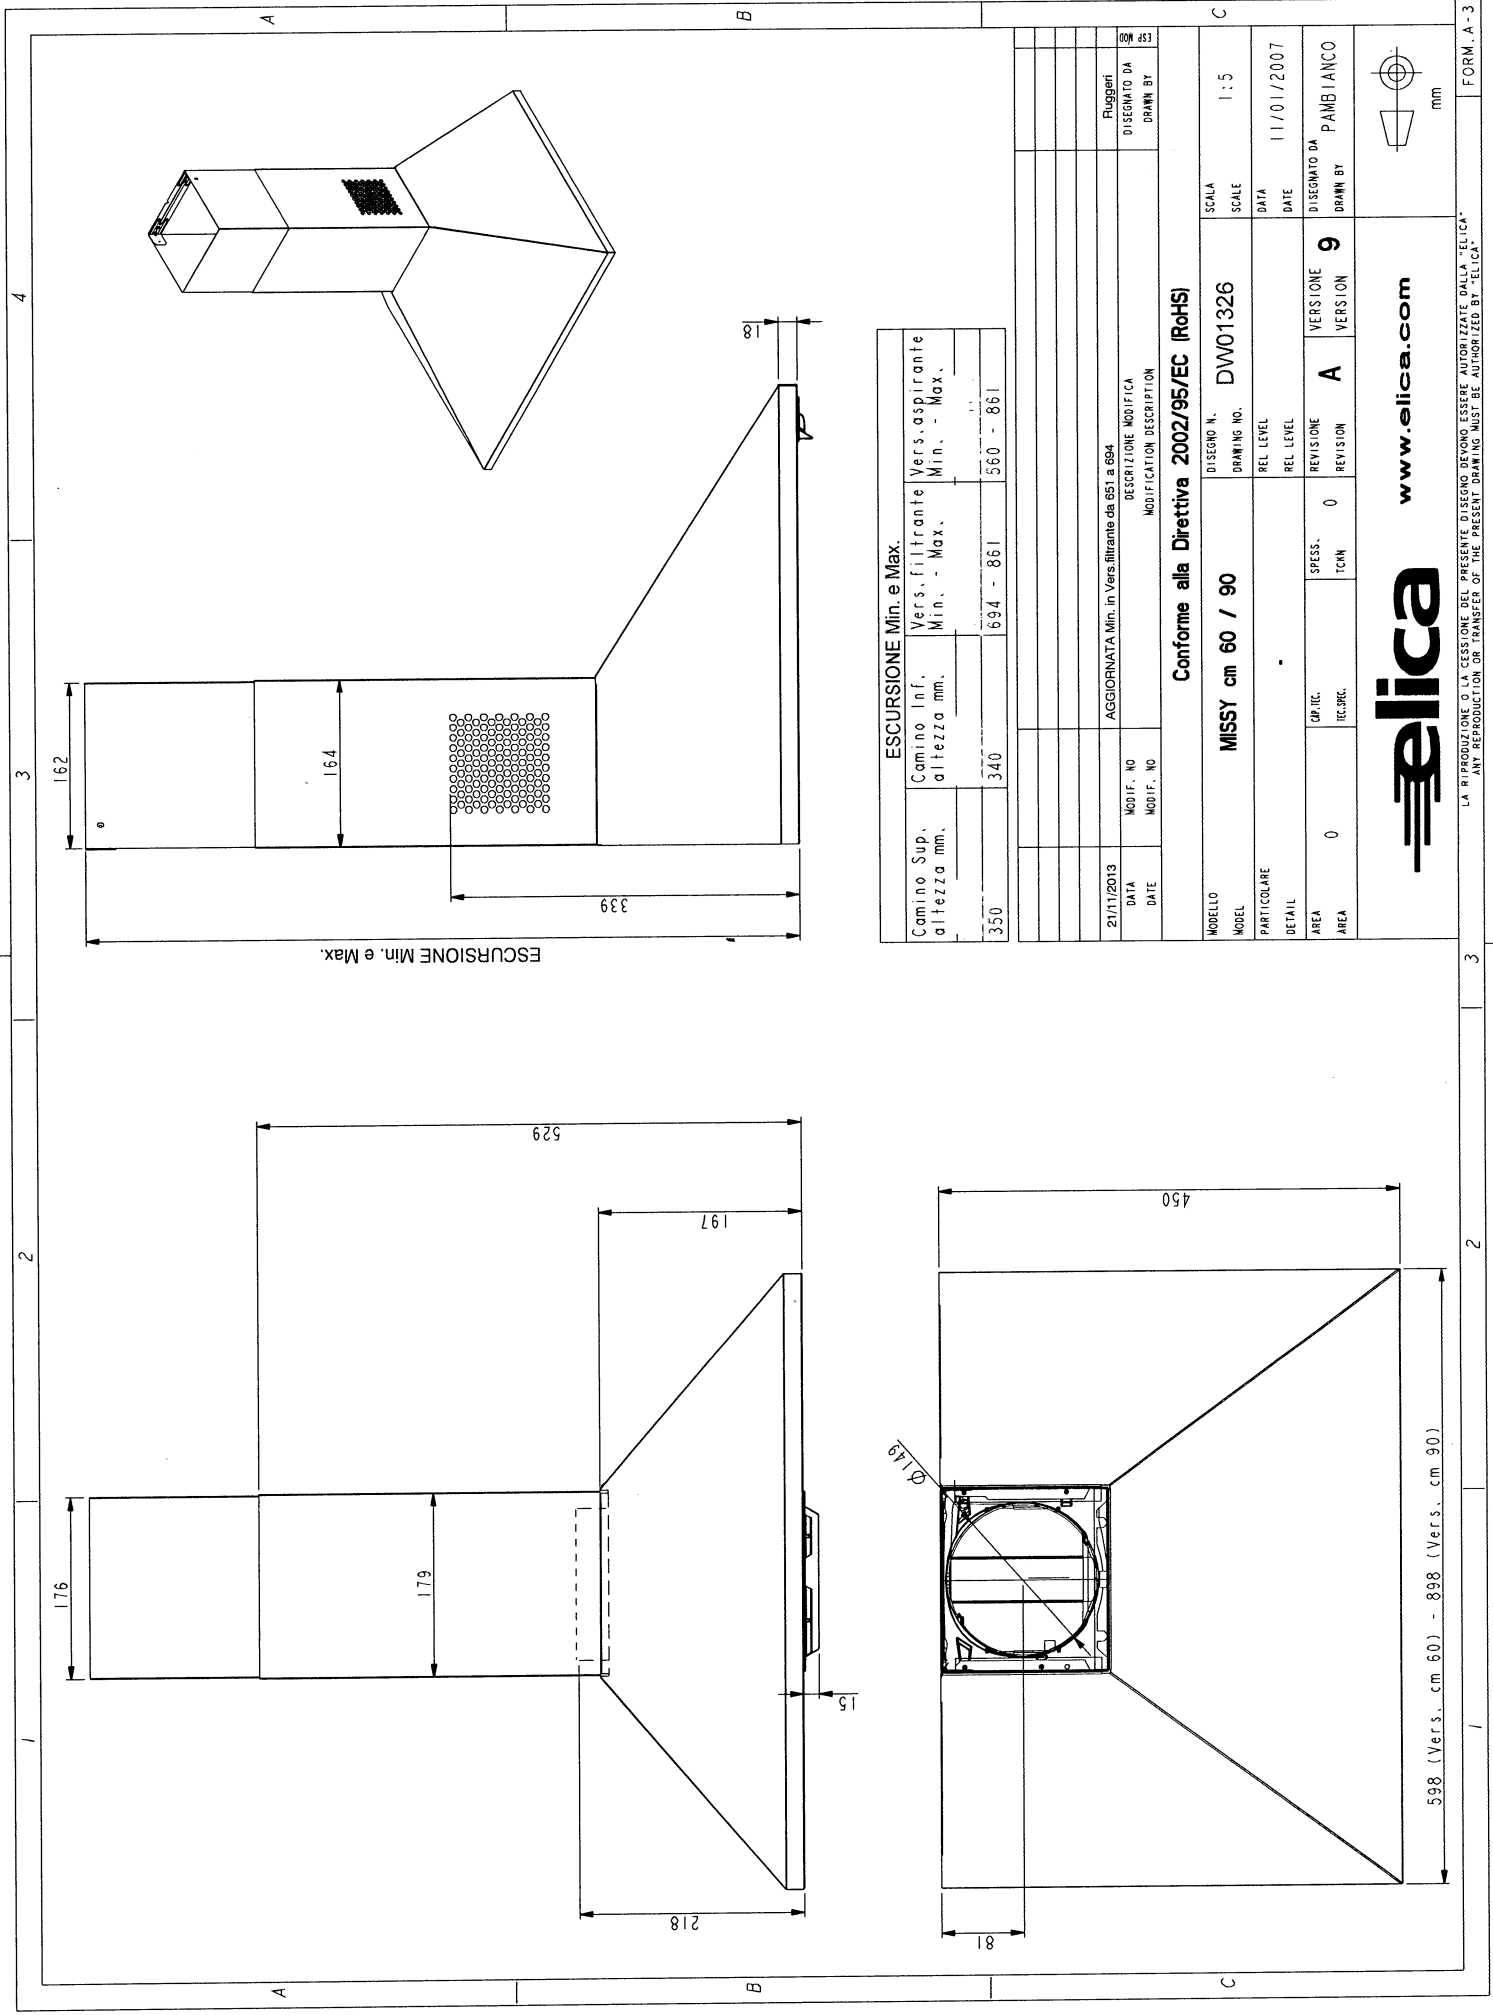 4
3
2
1
A
B
C
A
B
C
3
2
1
FORM. A-3
162
164
339
18
ESCURSIONE Min. e Max.
176
179
529
197
218
15
Ø149
450
81
598 (Vers. cm 60) - 898 (Vers. cm 90)
ESCURSIONE Min. e Max.
Camino Sup. altezza mm.
Camino Inf. altezza mm.
Vers. filtrante Min. - Max.
Vers. aspirante Min. - Max.
350
340
694 - 861
560 - 861
21/11/2013
AGGIORNATA Min. in Vers.filtrante da 651 a 694
Ruggeri
DATA
DATE
MODIF. NO
MODIF. NO
DESCRIZIONE MODIFICA
MODIFICATION DESCRIPTION
DISEGNATO DA
DRAWN BY
ESP MOD
Conforme alla Direttiva 2002/95/EC (RoHS)
MODELLO
MODEL
MISSY cm 60 / 90
DISEGNO N.
DRAWING NO.
DW01326
SCALA
SCALE
1:5
PARTICOLARE
DETAIL
REL LEVEL
REL LEVEL
DATA
DATE
11/01/2007
AREA
AREA
0
CAP.TEC.
TEC.SPEC.
SPESS.
TCKN
0
REVISIONE
REVISION
A
VERSIONE
VERSION
9
DISEGNATO DA
DRAWN BY
PAMBIANCO
elica
www.elica.com
mm
LA RIPRODUZIONE O LA CESSIONE DEL PRESENTE DISEGNO DEVONO ESSERE AUTORIZZATE DALLA "ELICA"
ANY REPRODUCTION OR TRANSFER OF THE PRESENT DRAWING MUST BE AUTHORIZED BY "ELICA"